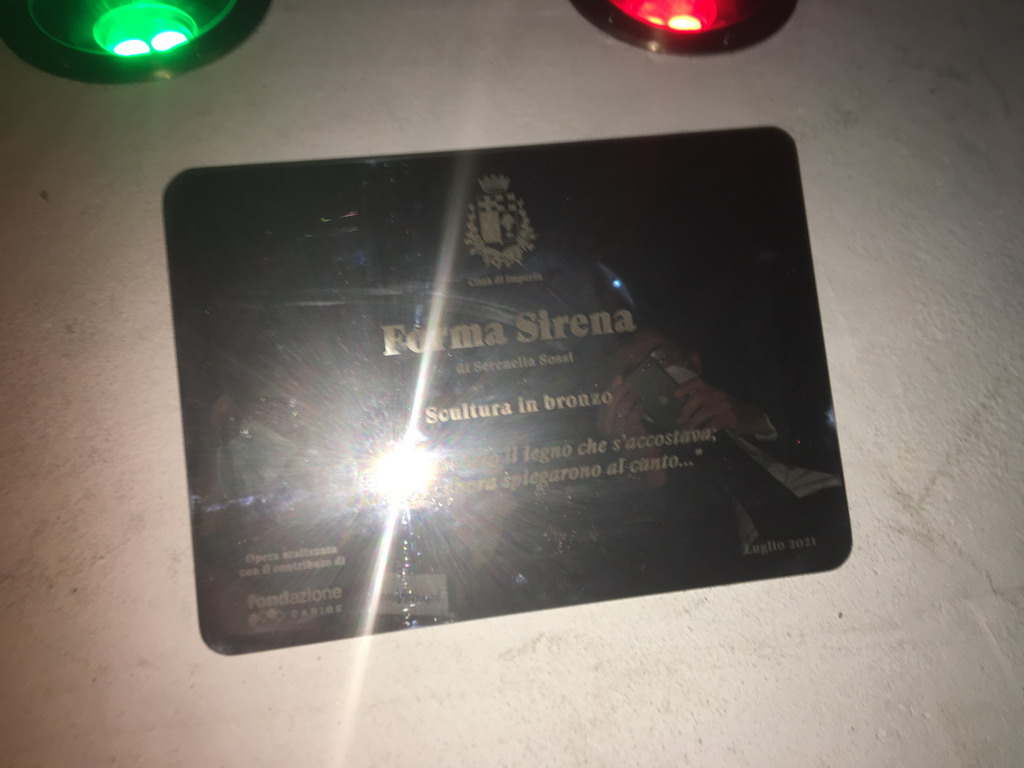 Città di Imperia
Forma Sirena
di Serenella Sossi
Scultura in bronzo
il legno che s'accostava,
spiegarono al canto..."
Opera realizzata
con il contributo di
fondazione
CARIGE
Luglio 2021